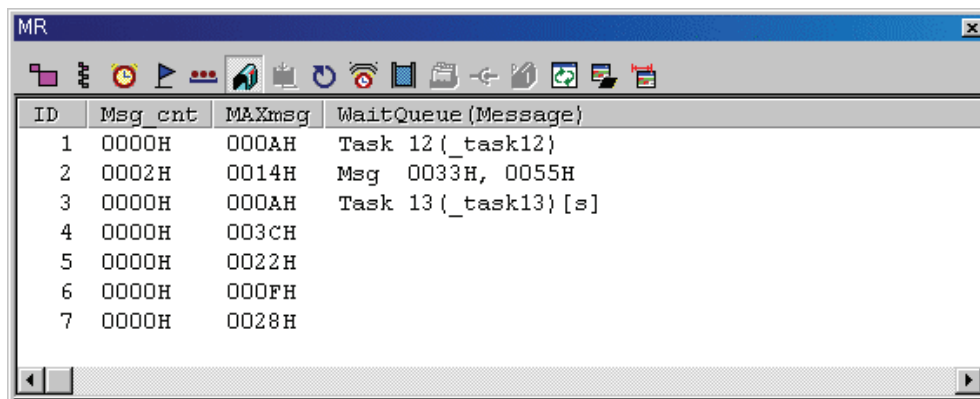 MR
ID Msg_cnt MAXmsg WaitQueue(Message)
1 0000H 000AH Task 12(_task12)
2 0002H 0014H Msg 0033H, 0055H
3 0000H 000AH Task 13(_task13)[s]
4 0000H 003CH
5 0000H 0022H
6 0000H 000FH
7 0000H 0028H